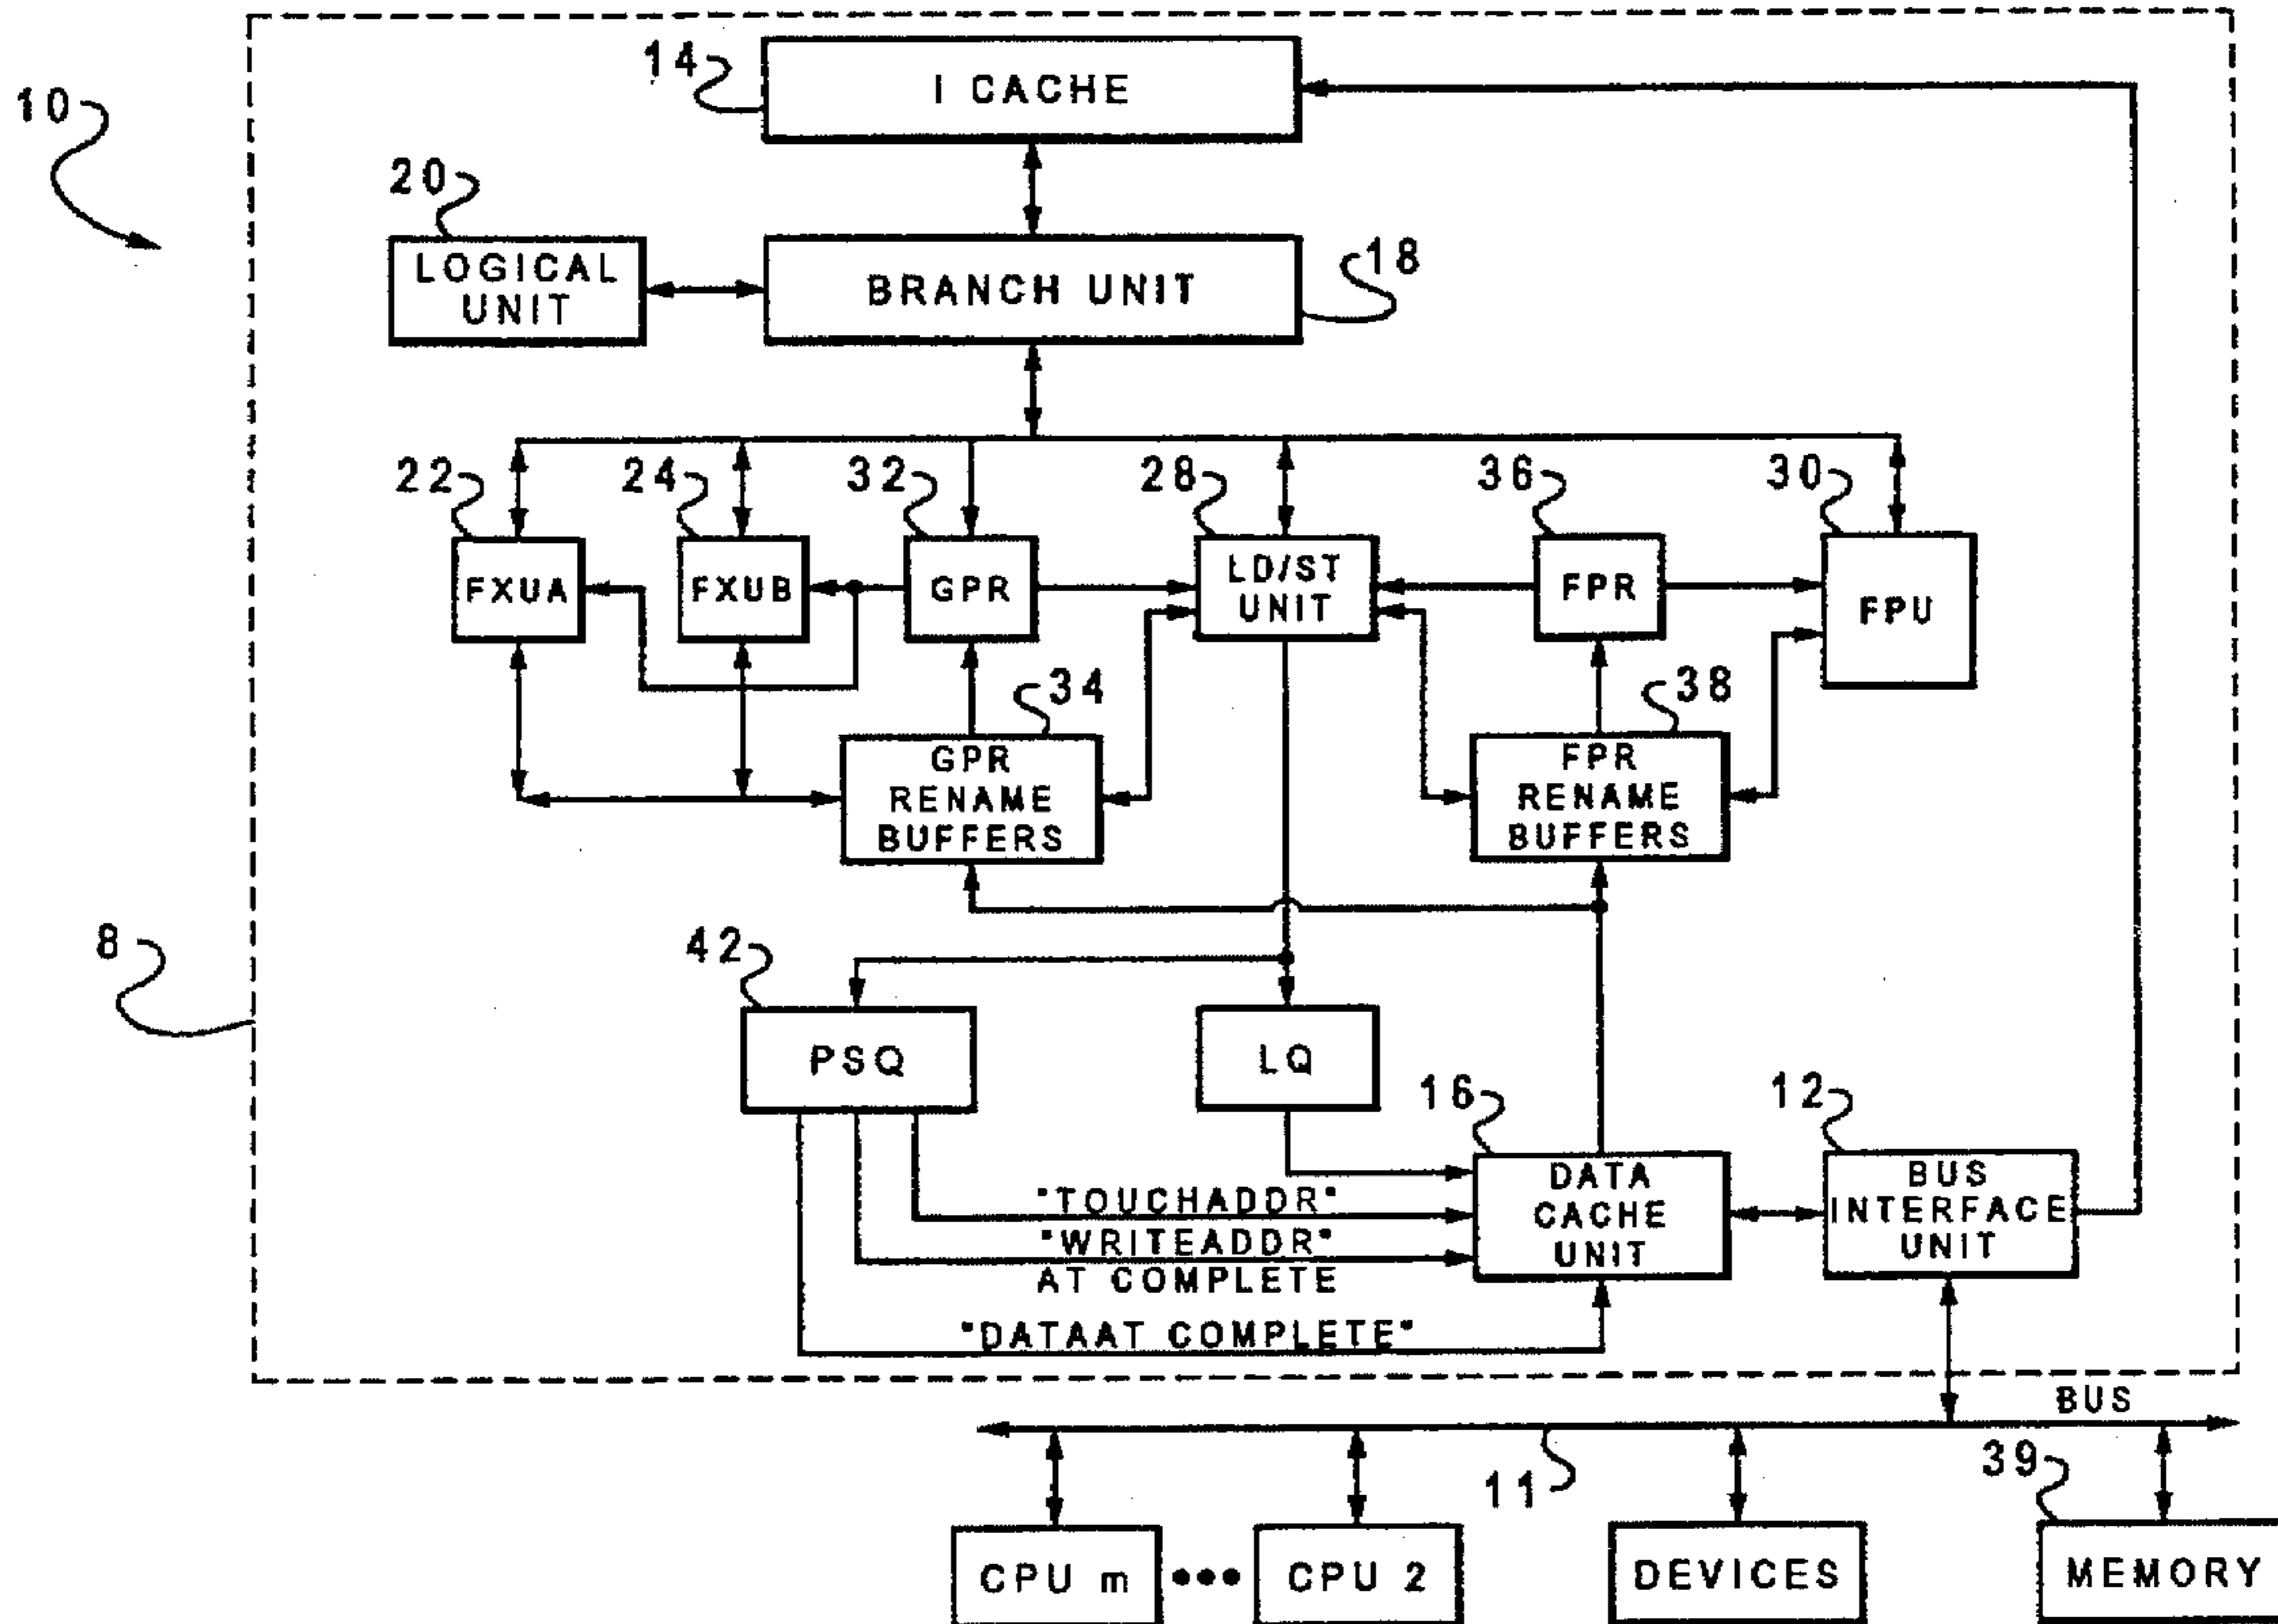 14
I CACHE
10
20
LOGICAL
UNIT
BRANCH UNIT
18
22
24
32
28
36
30
FXUA
FXUB
GPR
LD/ST
UNIT
FPR
FPU
34
38
GPR
RENAME
BUFFERS
FPR
RENAME
BUFFERS
8
42
PSQ
LQ
16
12
DATA
CACHE
UNIT
BUS
INTERFACE
UNIT
"TOUCHADDR"
"WRITEADDR"
AT COMPLETE
"DATAAT COMPLETE"
BUS
11
39
CPU m
•••
CPU 2
DEVICES
MEMORY